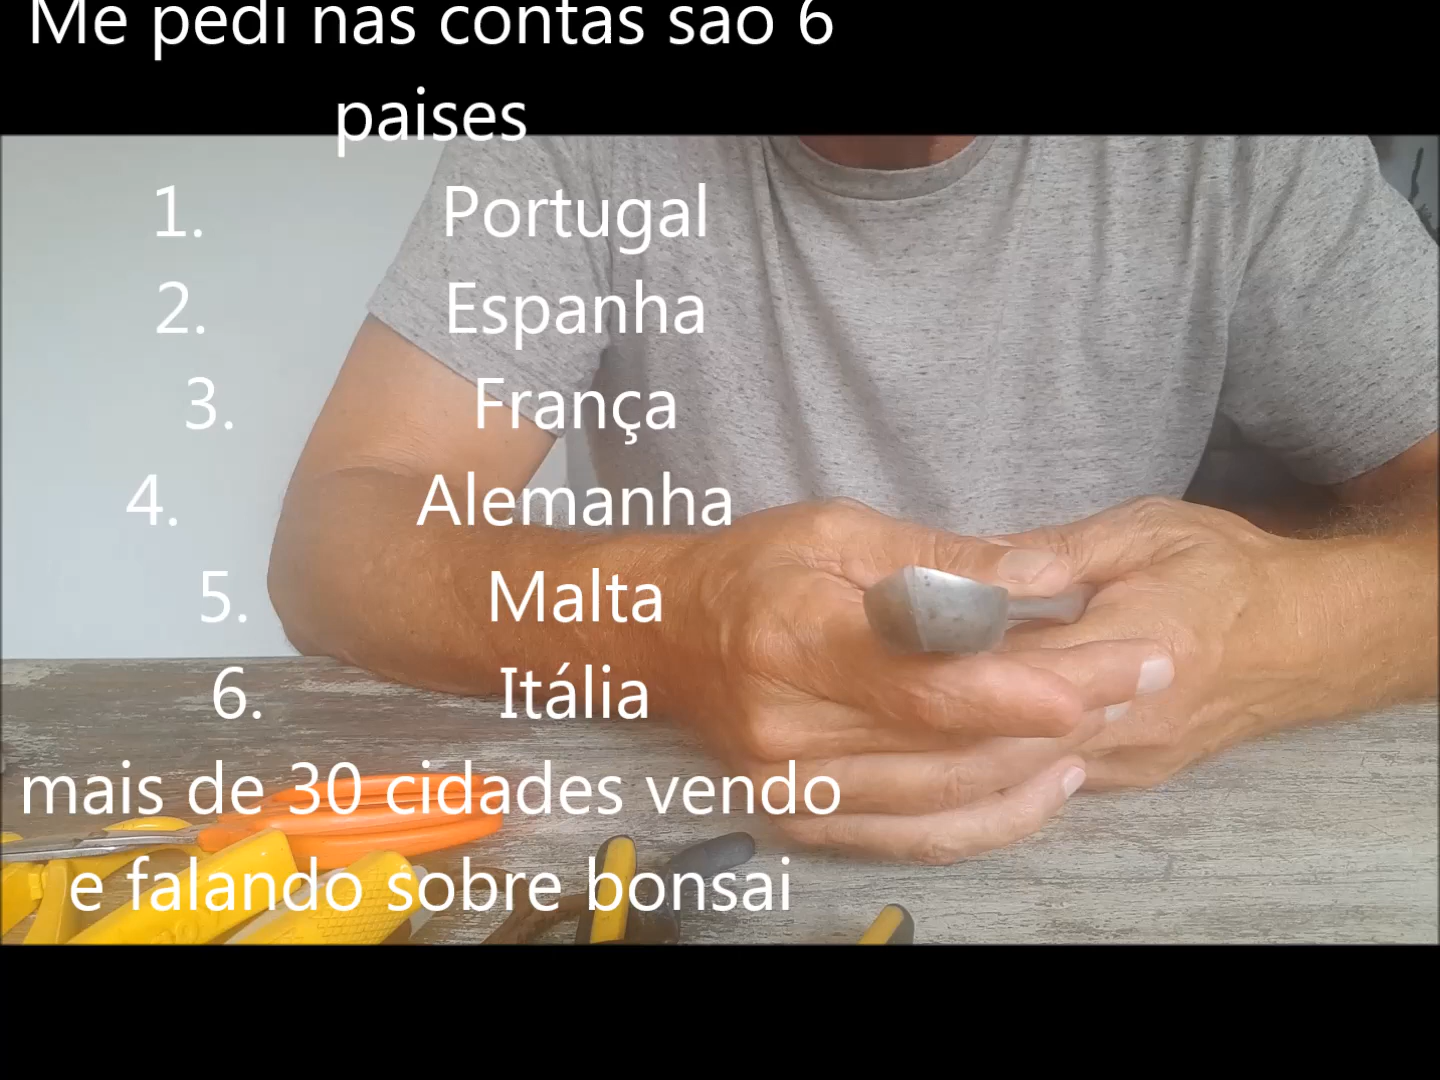 Me pedi nas contas sao 6
paises
1. Portugal
2. Espanha
3. França
4. Alemanha
5. Malta
6. Itália
mais de 30 cidades vendo
e falando sobre bonsai